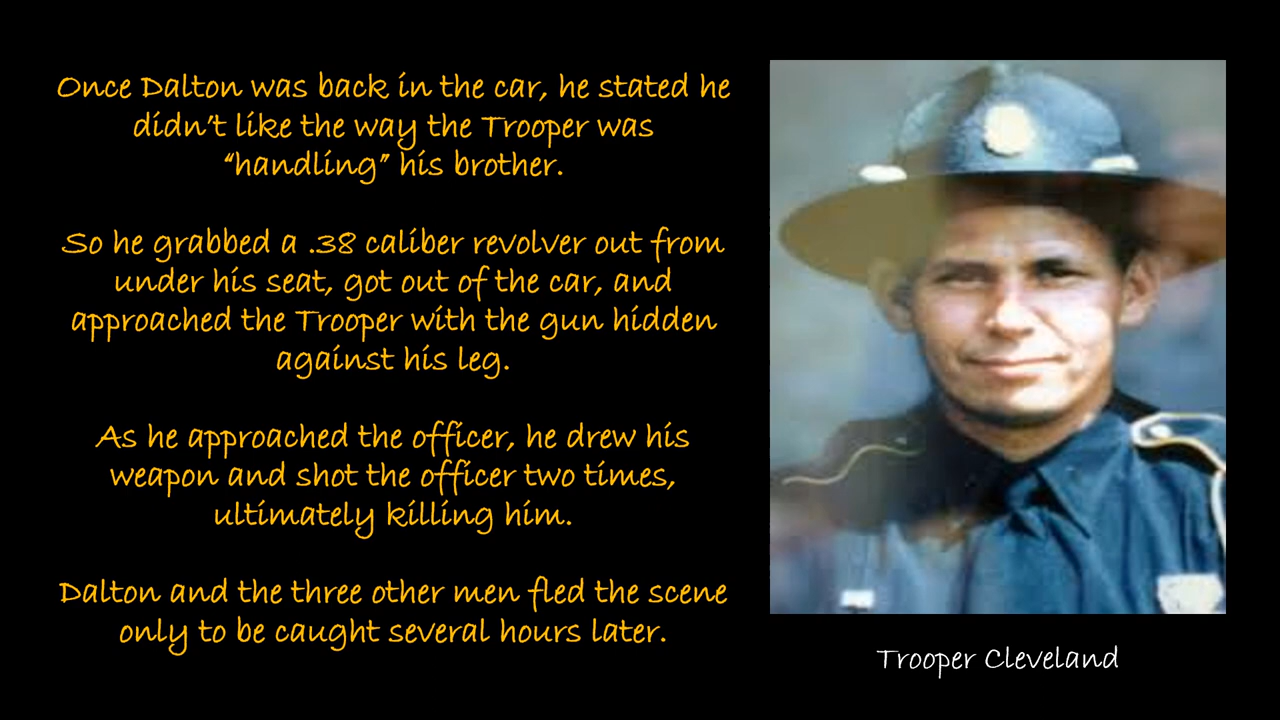 Once Dalton was back in the car, he stated he
didn't like the way the Trooper was
“handling” his brother.
So he grabbed a .38 caliber revolver out from
under his seat, got out of the car, and
approached the Trooper with the gun hidden
against his leg.
As he approached the officer, he drew his
weapon and shot the officer two times,
ultimately killing him.
Dalton and the three other men fled the scene
only to be caught several hours later.
Trooper Cleveland